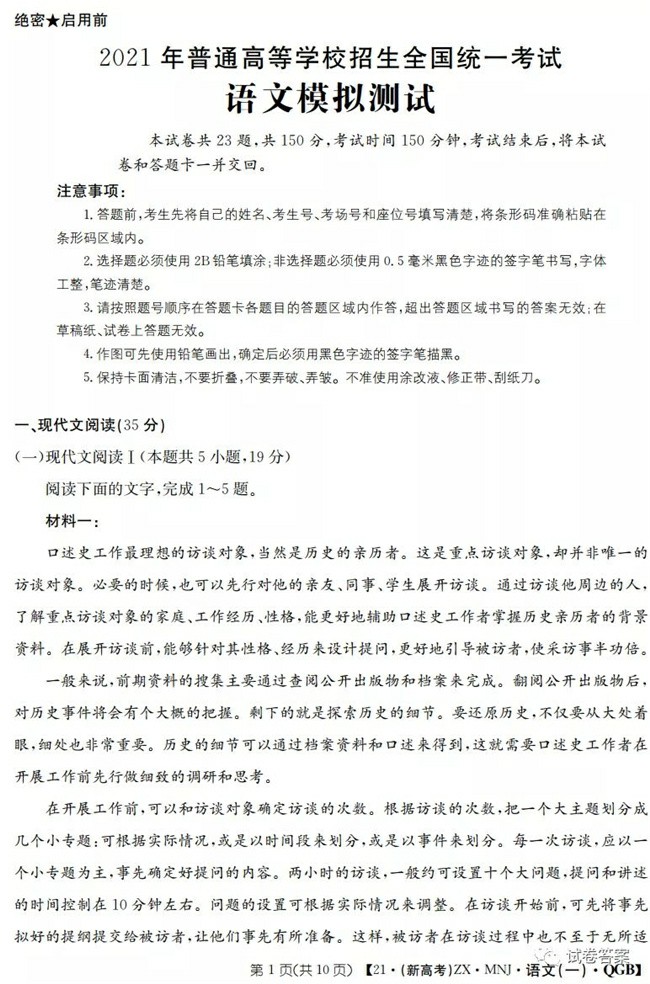 绝密★启用前
2021年普通高等学校招生全国统一考试
语文模拟测试
本试卷共23题,共150分,考试时间150分钟,考试结束后,将本试
卷和答题卡一并交回。
注意事项:
1.答题前,考生先将自己的姓名、考生号、考场号和座位号填写清楚,将条形码准确粘贴在
条形码区域内。
2.选择题必须使用2B铅笔填涂;非选择题必须使用0.5毫米黑色字迹的签字笔书写,字体
工整,笔迹清楚。
3.请按照题号顺序在答题卡各题目的答题区域内作答,超出答题区域书写的答案无效;在
草稿纸、试卷上答题无效。
4.作图可先使用铅笔画出,确定后必须用黑色字迹的签字笔描黑。
5.保持卡面清洁,不要折叠,不要弄破、弄皱。不准使用涂改液、修正带、刮纸刀。
一、现代文阅读(35分)
(一)现代文阅读Ⅰ(本题共5小题,19分)
阅读下面的文字,完成1～5题。
材料一:
口述史工作最理想的访谈对象,当然是历史的亲历者。这是重点访谈对象,却并非唯一的
访谈对象。必要的时候,也可以先行对他的亲友、同事、学生展开访谈。通过访谈他周边的人,
了解重点访谈对象的家庭、工作经历、性格,能更好地辅助口述史工作者掌握历史亲历者的背景
资料。在展开访谈前,能够针对其性格、经历来设计提问,更好地引导被访者,使采访事半功倍。
一般来说,前期资料的搜集主要通过查阅公开出版物和档案来完成。翻阅公开出版物后,
对历史事件将会有个大概的把握。剩下的就是探索历史的细节。要还原历史,不仅要从大处着
眼,细处也非常重要。历史的细节可以通过档案资料和口述来得到,这就需要口述史工作者在
开展工作前先行做细致的调研和思考。
在开展工作前,可以和访谈对象确定访谈的次数。根据访谈的次数,把一个大主题划分成
几个小专题:可根据实际情况,或是以时间段来划分,或是以事件来划分。每一次访谈,应以一
个小专题为主,事先确定好提问的内容。两小时的访谈,一般约可设置十个大问题,提问和讲述
的时间控制在10分钟左右。问题的设置可根据实际情况来调整。在访谈开始前,可先将事先
拟好的提纲提交给被访者,让他们事先有所准备。这样,被访者在访谈过程中也不至于无所适
试卷答案
第1页(共10页)【21·(新高考)ZX·MNJ·语文(一)·QGB】